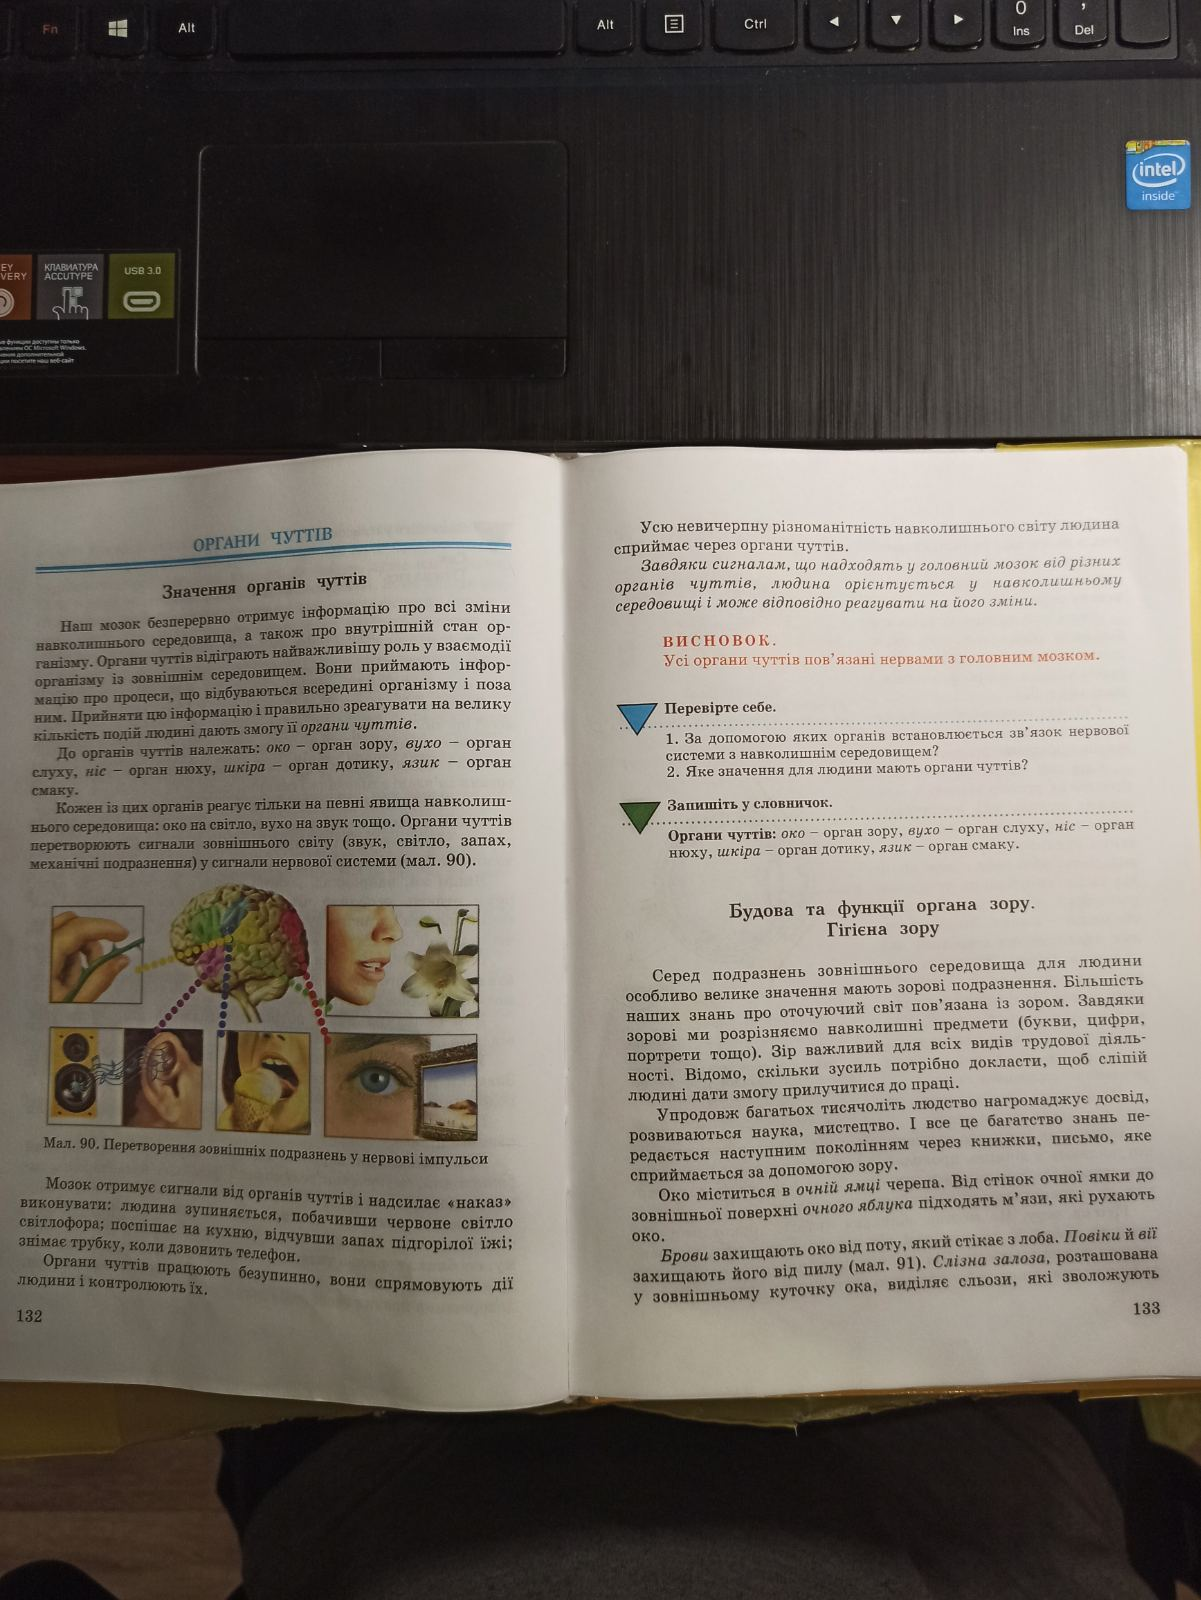 Fn
Alt
Alt
Ctrl
0
Ins
,
Del
intel
inside
EY
VERY
КЛАВИАТУРА
ACCUTYPE
USB 3.0
ОРГАНИ ЧУТТІВ
Значення органів чуттів
Наш мозок безперервно отримує інформацію про всі зміни
навколишнього середовища, а також про внутрішній стан ор-
ганізму. Органи чуттів відіграють найважливішу роль у взаємодії
організму із зовнішнім середовищем. Вони приймають інфор-
мацію про процеси, що відбуваються всередині організму і поза
ним. Прийняти цю інформацію і правильно зреагувати на велику
кількість подій людині дають змогу її органи чуттів.
До органів чуттів належать: око – орган зору, вухо – орган
слуху, ніс – орган нюху, шкіра – орган дотику, язик – орган
смаку.
Кожен із цих органів реагує тільки на певні явища навколиш-
нього середовища: око на світло, вухо на звук тощо. Органи чуттів
перетворюють сигнали зовнішнього світу (звук, світло, запах,
механічні подразнення) у сигнали нервової системи (мал. 90).
Мал. 90. Перетворення зовнішніх подразнень у нервові імпульси
Мозок отримує сигнали від органів чуттів і надсилає «наказ»
виконувати: людина зупиняється, побачивши червоне світло
світлофора; поспішає на кухню, відчувши запах підгорілої їжі;
знімає трубку, коли дзвонить телефон.
Органи чуттів працюють безупинно, вони спрямовують дії
людини і контролюють їх.
132
Усю невичерпну різноманітність навколишнього світу людина
сприймає через органи чуттів.
Завдяки сигналам, що надходять у головний мозок від різних
органів чуттів, людина орієнтується у навколишньому
середовищі і може відповідно реагувати на його зміни.
ВИСНОВОК.
Усі органи чуттів пов’язані нервами з головним мозком.
Перевірте себе.
1. За допомогою яких органів встановлюється зв’язок нервової
системи з навколишнім середовищем?
2. Яке значення для людини мають органи чуттів?
Запишіть у словничок.
Органи чуттів: око – орган зору, вухо – орган слуху, ніс – орган
нюху, шкіра – орган дотику, язик – орган смаку.
Будова та функції органа зору.
Гігієна зору
Серед подразнень зовнішнього середовища для людини
особливо велике значення мають зорові подразнення. Більшість
наших знань про оточуючий світ пов’язана із зором. Завдяки
зорові ми розрізняємо навколишні предмети (букви, цифри,
портрети тощо). Зір важливий для всіх видів трудової діяль-
ності. Відомо, скільки зусиль потрібно докласти, щоб сліпій
людині дати змогу прилучитися до праці.
Упродовж багатьох тисячоліть людство нагромаджує досвід,
розвиваються наука, мистецтво. І все це багатство знань пе-
редається наступним поколінням через книжки, письмо, яке
сприймається за допомогою зору.
Око міститься в очній ямці черепа. Від стінок очної ямки до
зовнішньої поверхні очного яблука підходять м’язи, які рухають
око.
Брови захищають око від поту, який стікає з лоба. Повіки й вії
захищають його від пилу (мал. 91). Слізна залоза, розташована
у зовнішньому куточку ока, виділяє сльози, які зволожують
133